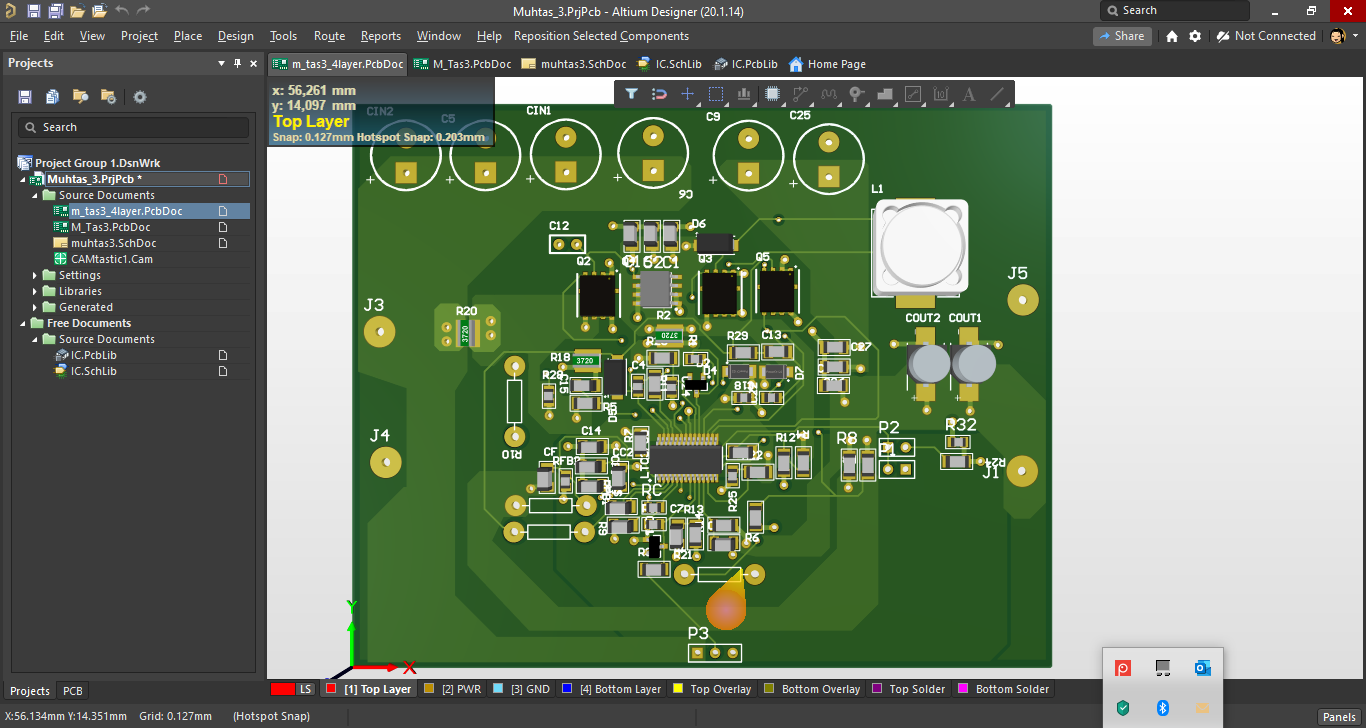 Muhtas_3.PrjPcb - Altium Designer (20.1.14)
Search
File Edit View Project Place Design Tools Route Reports Window Help Reposition Selected Components
Share
Not Connected
Projects
m_tas3_4layer.PcbDoc M_Tas3.PcbDoc muhtas3.SchDoc IC.SchLib IC.PcbLib Home Page
x: 56,261 mm
y: 14,097 mm
Top Layer
Snap: 0.127mm Hotspot Snap: 0.203mm
Search
Project Group 1.DsnWrk
Muhtas_3.PrjPcb *
Source Documents
m_tas3_4layer.PcbDoc
M_Tas3.PcbDoc
muhtas3.SchDoc
CAMtastic1.Cam
Settings
Libraries
Generated
Free Documents
Source Documents
IC.PcbLib
IC.SchLib
CIN2 C5 CIN1 C9 C25
C6
L1
C12 D6
Q2 Q3 Q5
J5
J3
R20
3720
R2
3720
COUT2 COUT1
R29 C13
R18
3720
C4
D4
D7
R28
C15
D5
J4
R10
C14
R7
R12
R8
P2
R32
P1
J1
CF
RFB
CC2
RC
R25
C7 R13
R9
R6
R21
P3
Y
X
Projects PCB
LS [1] Top Layer [2] PWR [3] GND [4] Bottom Layer Top Overlay Bottom Overlay Top Solder Bottom Solder
X:56.134mm Y:14.351mm Grid: 0.127mm (Hotspot Snap)
Panels